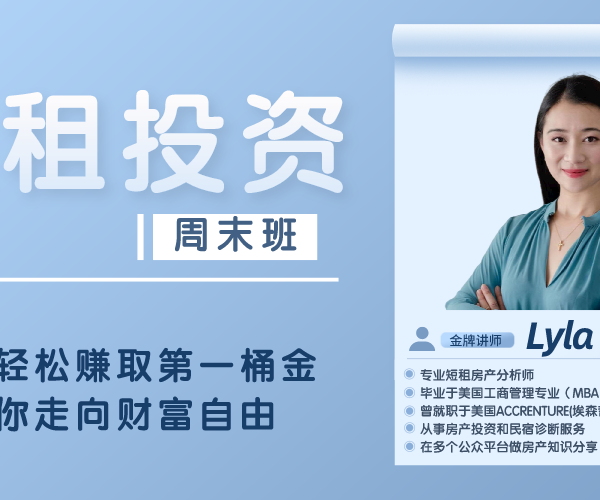 租投资
周末班
轻松赚取第一桶金
你走向财富自由
金牌讲师 Lyla
专业短租房产分析师
毕业于美国工商管理专业（MBA
曾就职于美国ACCRENTURE(埃森
从事房产投资和民宿诊断服务
在多个公众平台做房产知识分享